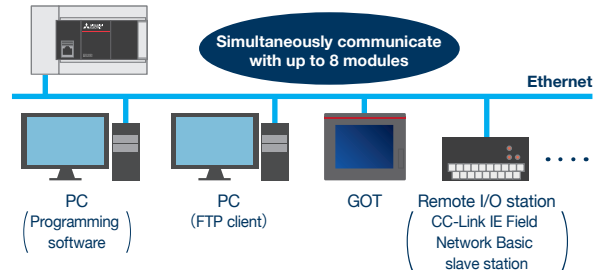 Simultaneously communicate
with up to 8 modules
Ethernet
PC
(Programming
software)
PC
(FTP client)
GOT
Remote I/O station
(CC-Link IE Field
Network Basic
slave station)